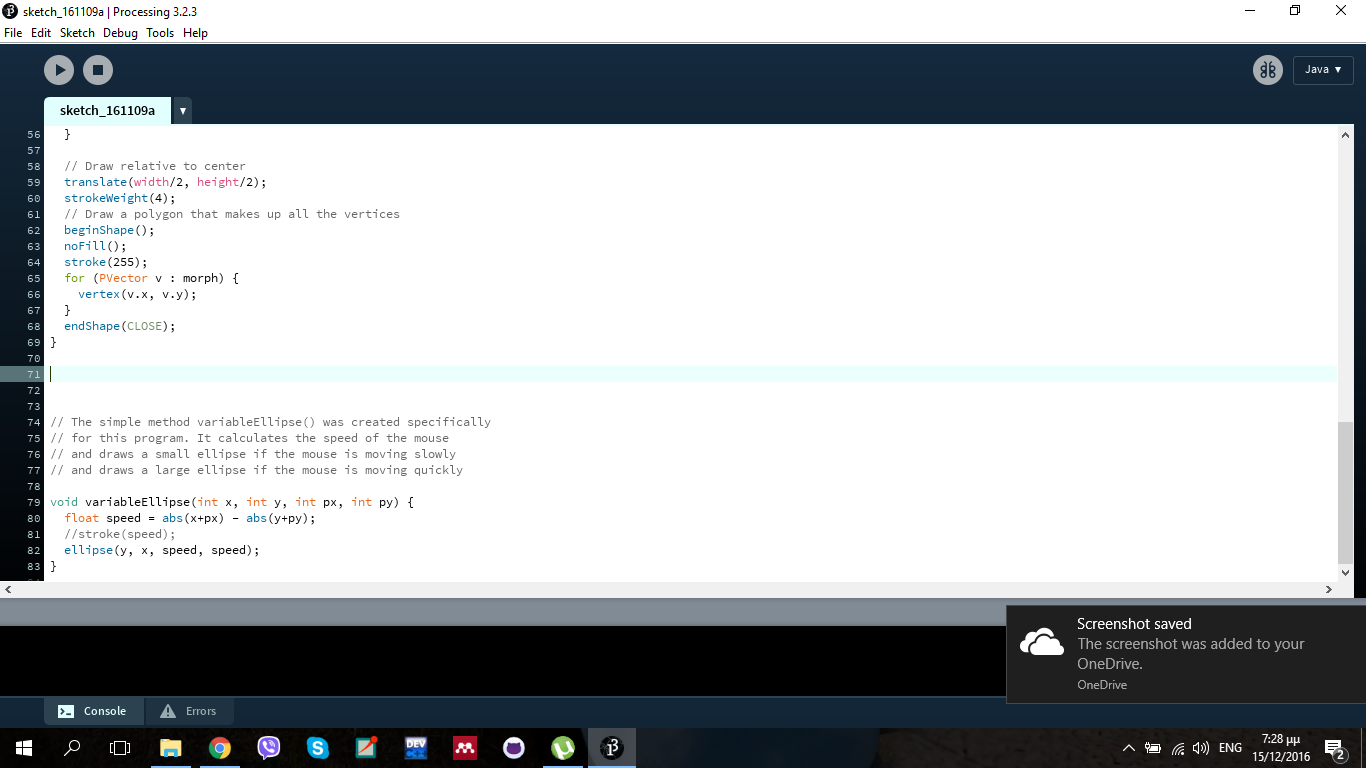 sketch_161109a | Processing 3.2.3
File Edit Sketch Debug Tools Help
Java ▼
sketch_161109a ▼
56   }
57
58   // Draw relative to center
59   translate(width/2, height/2);
60   strokeWeight(4);
61   // Draw a polygon that makes up all the vertices
62   beginShape();
63   noFill();
64   stroke(255);
65   for (PVector v : morph) {
66     vertex(v.x, v.y);
67   }
68   endShape(CLOSE);
69 }
70
71
72
73
74 // The simple method variableEllipse() was created specifically
75 // for this program. It calculates the speed of the mouse
76 // and draws a small ellipse if the mouse is moving slowly
77 // and draws a large ellipse if the mouse is moving quickly
78
79 void variableEllipse(int x, int y, int px, int py) {
80   float speed = abs(x+px) - abs(y+py);
81   //stroke(speed);
82   ellipse(y, x, speed, speed);
83 }
Screenshot saved
The screenshot was added to your
OneDrive.
OneDrive
Console Errors
DEV
ENG
7:28 μμ
15/12/2016
2